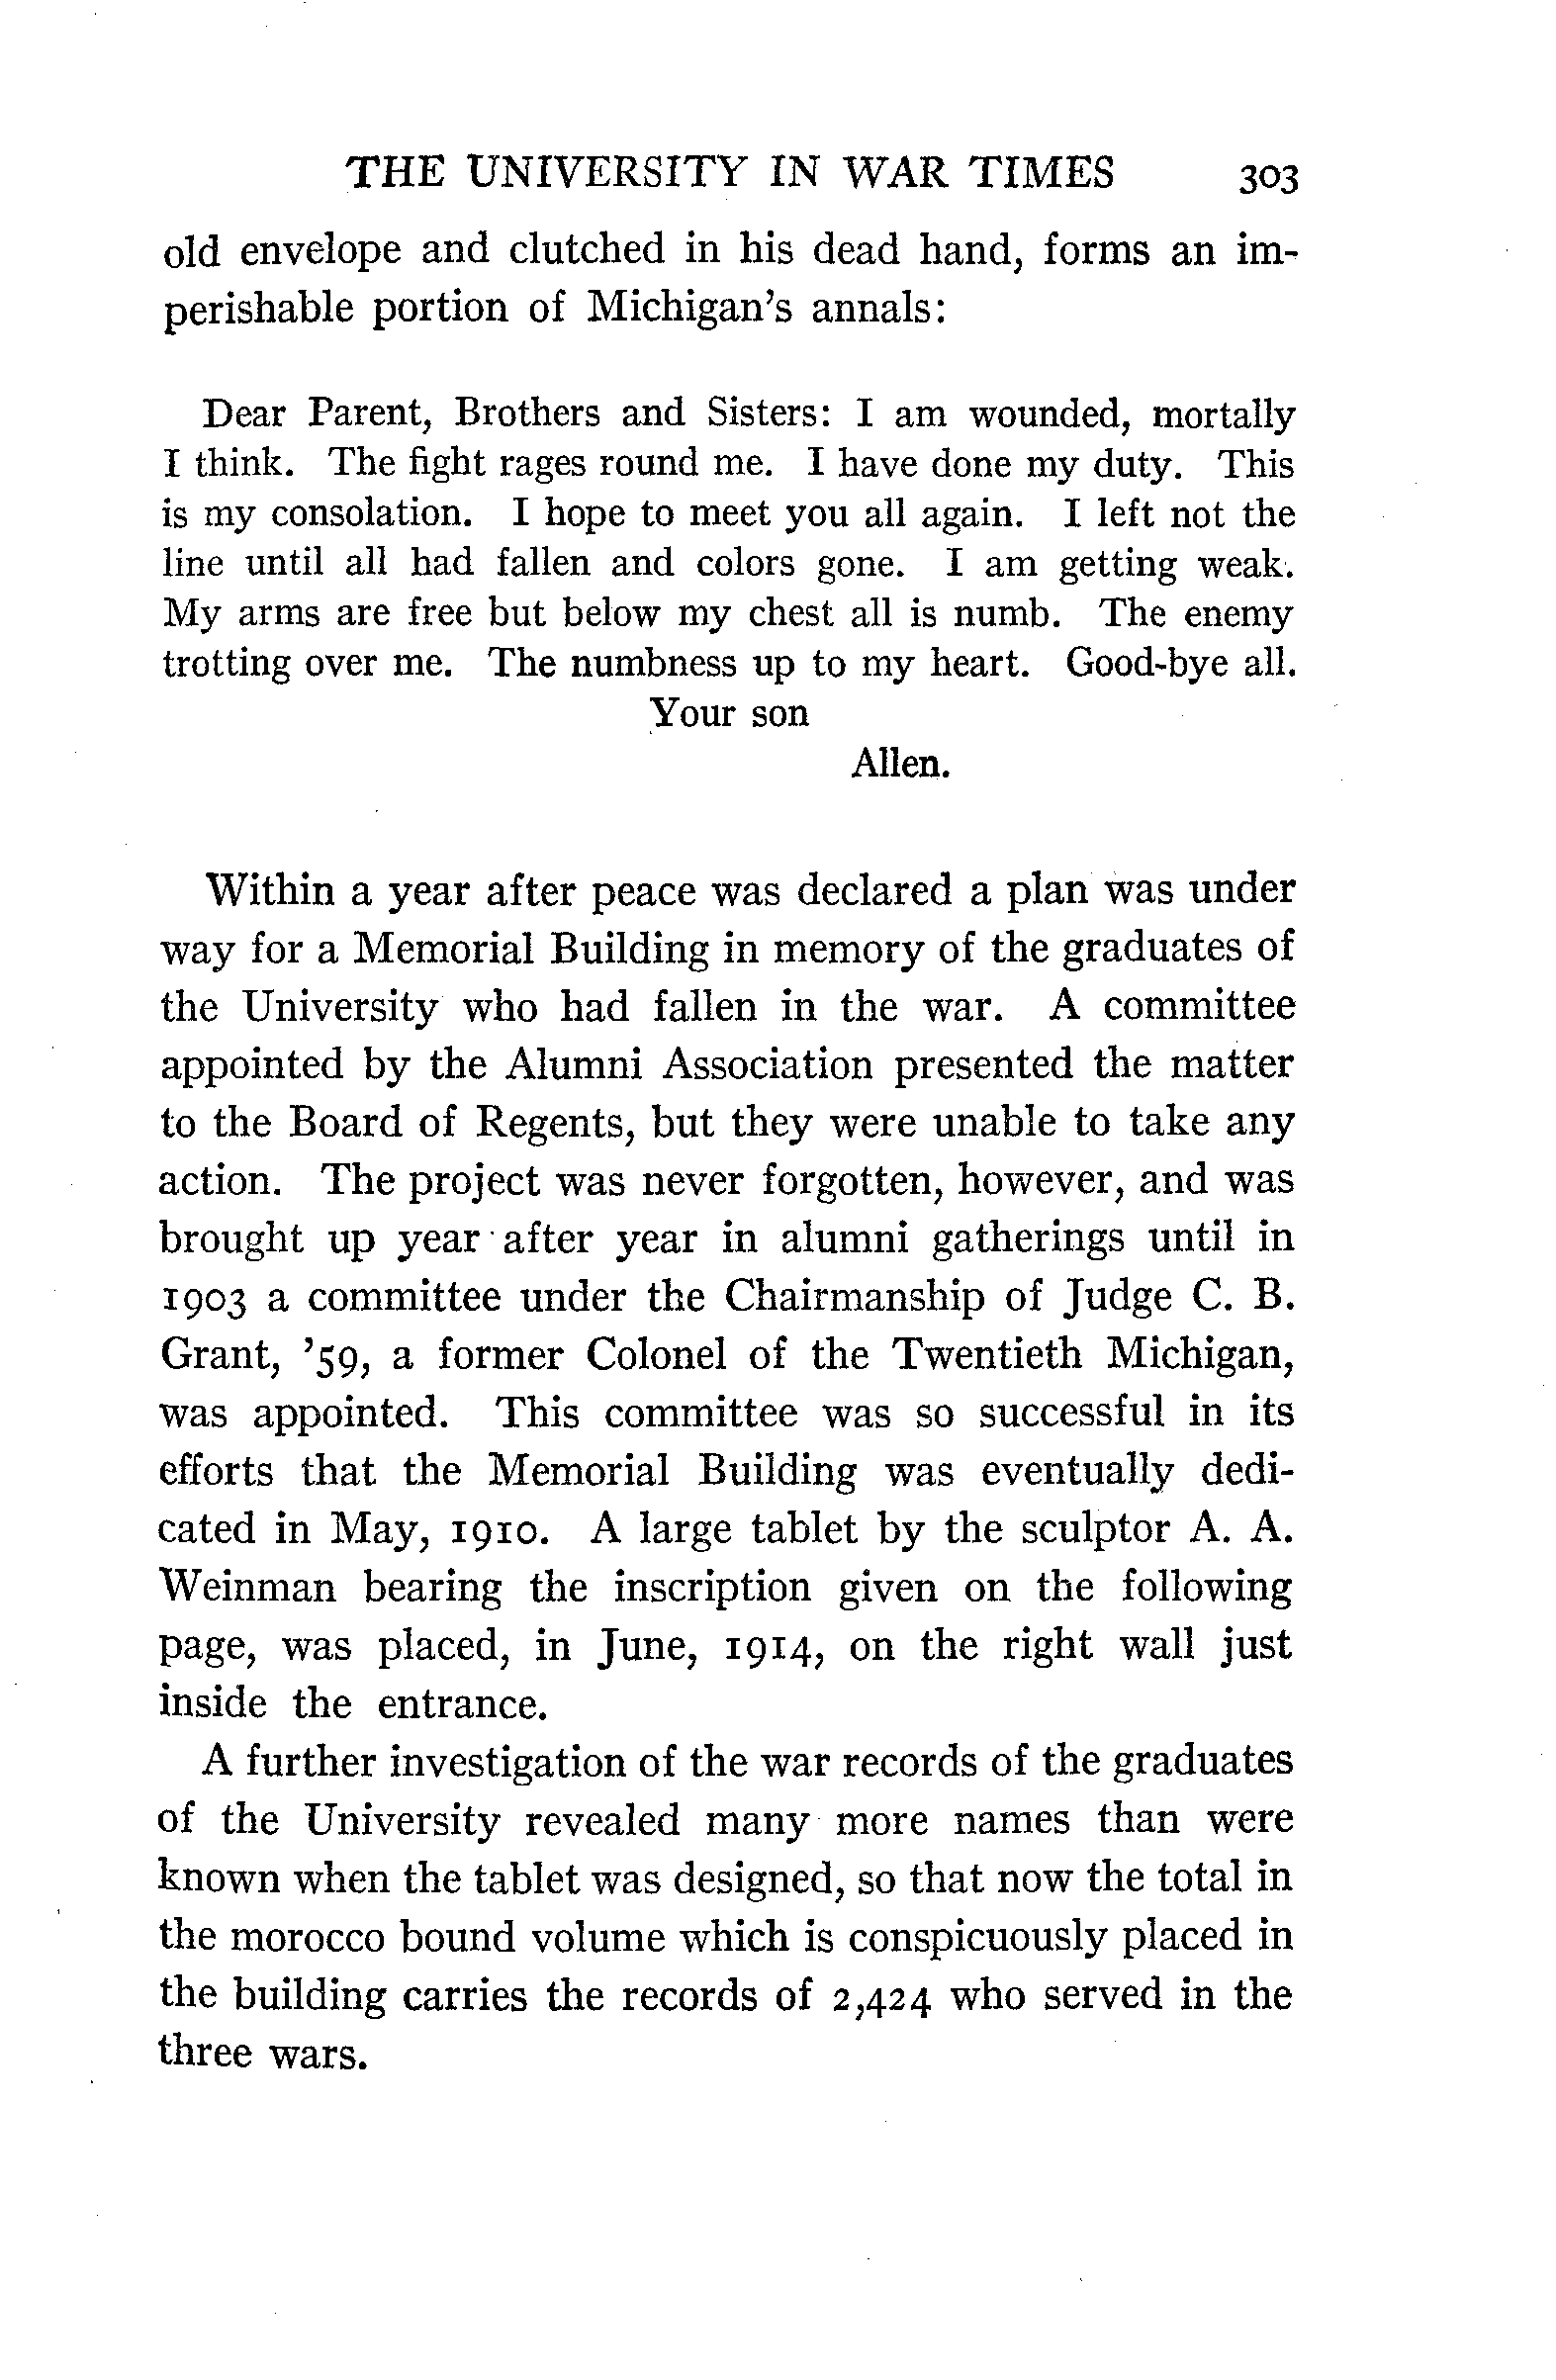 THE UNIVERSITY IN WAR TIMES 303
old envelope and clutched in his dead hand, forms an im-
perishable portion of Michigan's annals:
Dear Parent, Brothers and Sisters: I am wounded, mortally
I think. The fight rages round me. I have done my duty. This
is my consolation. I hope to meet you all again. I left not the
line until all had fallen and colors gone. I am getting weak.
My arms are free but below my chest all is numb. The enemy
trotting over me. The numbness up to my heart. Good-bye all.
Your son
Allen.
Within a year after peace was declared a plan was under
way for a Memorial Building in memory of the graduates of
the University who had fallen in the war. A committee
appointed by the Alumni Association presented the matter
to the Board of Regents, but they were unable to take any
action. The project was never forgotten, however, and was
brought up year after year in alumni gatherings until in
1903 a committee under the Chairmanship of Judge C. B.
Grant, '59, a former Colonel of the Twentieth Michigan,
was appointed. This committee was so successful in its
efforts that the Memorial Building was eventually dedi-
cated in May, 1910. A large tablet by the sculptor A. A.
Weinman bearing the inscription given on the following
page, was placed, in June, 1914, on the right wall just
inside the entrance.
A further investigation of the war records of the graduates
of the University revealed many more names than were
known when the tablet was designed, so that now the total in
the morocco bound volume which is conspicuously placed in
the building carries the records of 2,424 who served in the
three wars.